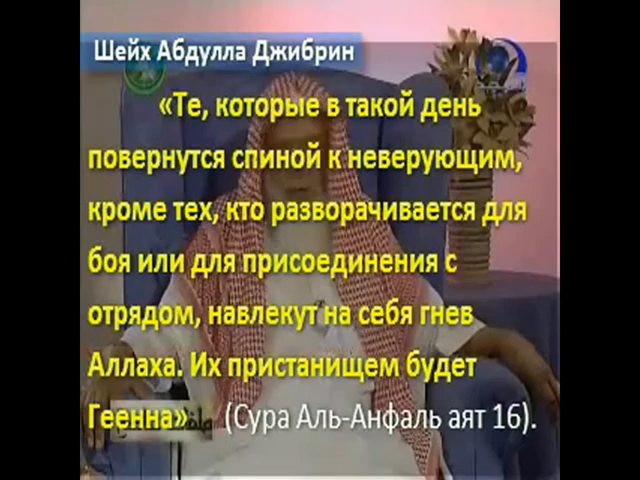 Шейх Абдулла Джибрин
«Те, которые в такой день
повернутся спиной к неверующим,
кроме тех, кто разворачивается для
боя или для присоединения с
отрядом, навлекут на себя гнев
Аллаха. Их пристанищем будет
Геенна» (Сура Аль-Анфаль аят 16).